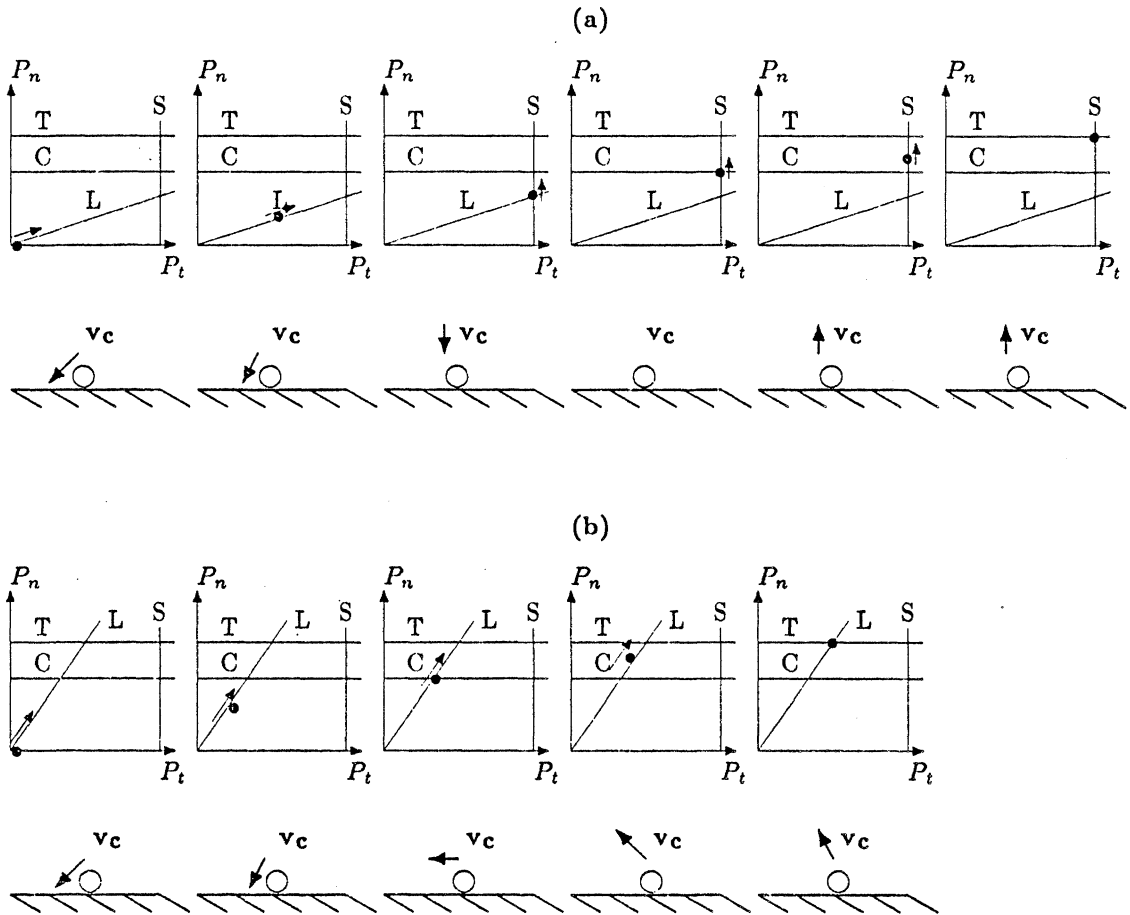 (a)
P_n P_n P_n P_n P_n P_n
S S S S S S
T T T T T T
C C C C C C
L L L L L L
P_t P_t P_t P_t P_t P_t
v_c v_c v_c v_c v_c v_c
(b)
P_n P_n P_n P_n P_n
L S L S L S L S L S
T T T T T
C C C C C
P_t P_t P_t P_t P_t
v_c v_c v_c v_c v_c